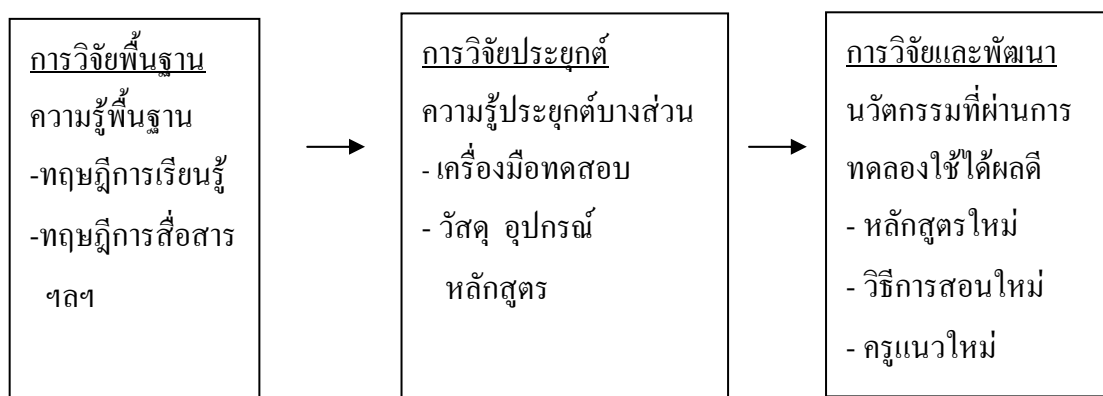 การวิจัยพื้นฐาน
ความรู้พื้นฐาน
-ทฤษฎีการเรียนรู้
-ทฤษฎีการสื่อสาร
ฯลฯ
การวิจัยประยุกต์
ความรู้ประยุกต์บางส่วน
- เครื่องมือทดสอบ
- วัสดุ อุปกรณ์
หลักสูตร
การวิจัยและพัฒนา
นวัตกรรมที่ผ่านการ
ทดลองใช้ได้ผลดี
- หลักสูตรใหม่
- วิธีการสอนใหม่
- ครูแนวใหม่